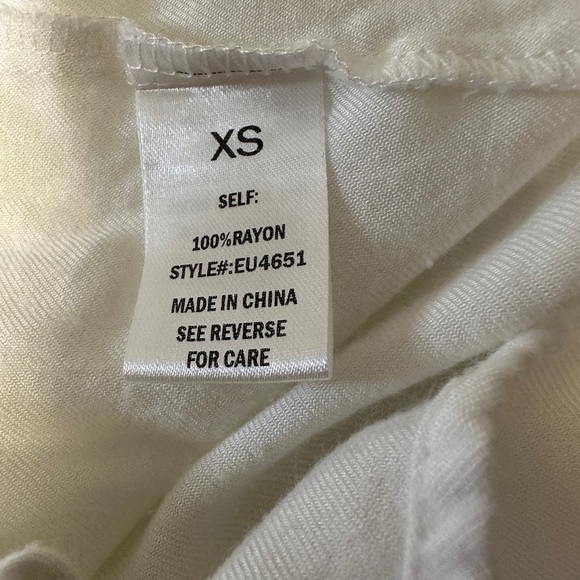 XS
SELF:
100%RAYON
STYLE#:EU4651
MADE IN CHINA
SEE REVERSE
FOR CARE